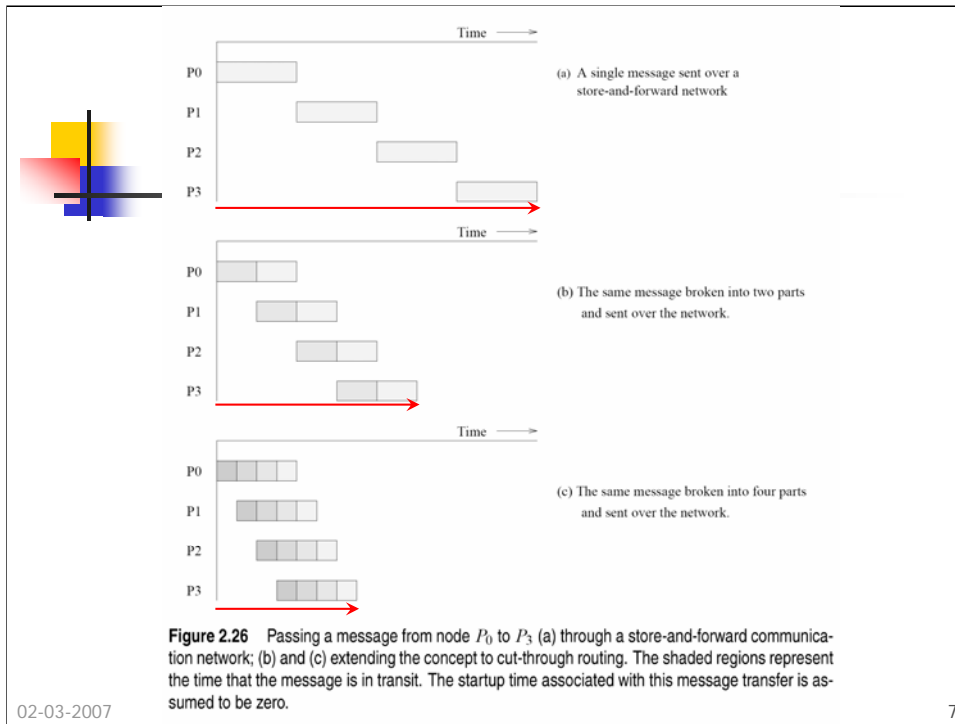 Time
P0
(a) A single message sent over a
store-and-forward network
P1
P2
P3
Time
P0
(b) The same message broken into two parts
and sent over the network.
P1
P2
P3
Time
P0
(c) The same message broken into four parts
and sent over the network.
P1
P2
P3
Figure 2.26 Passing a message from node P0 to P3 (a) through a store-and-forward communica-
tion network; (b) and (c) extending the concept to cut-through routing. The shaded regions represent
the time that the message is in transit. The startup time associated with this message transfer is as-
sumed to be zero.
02-03-2007
7